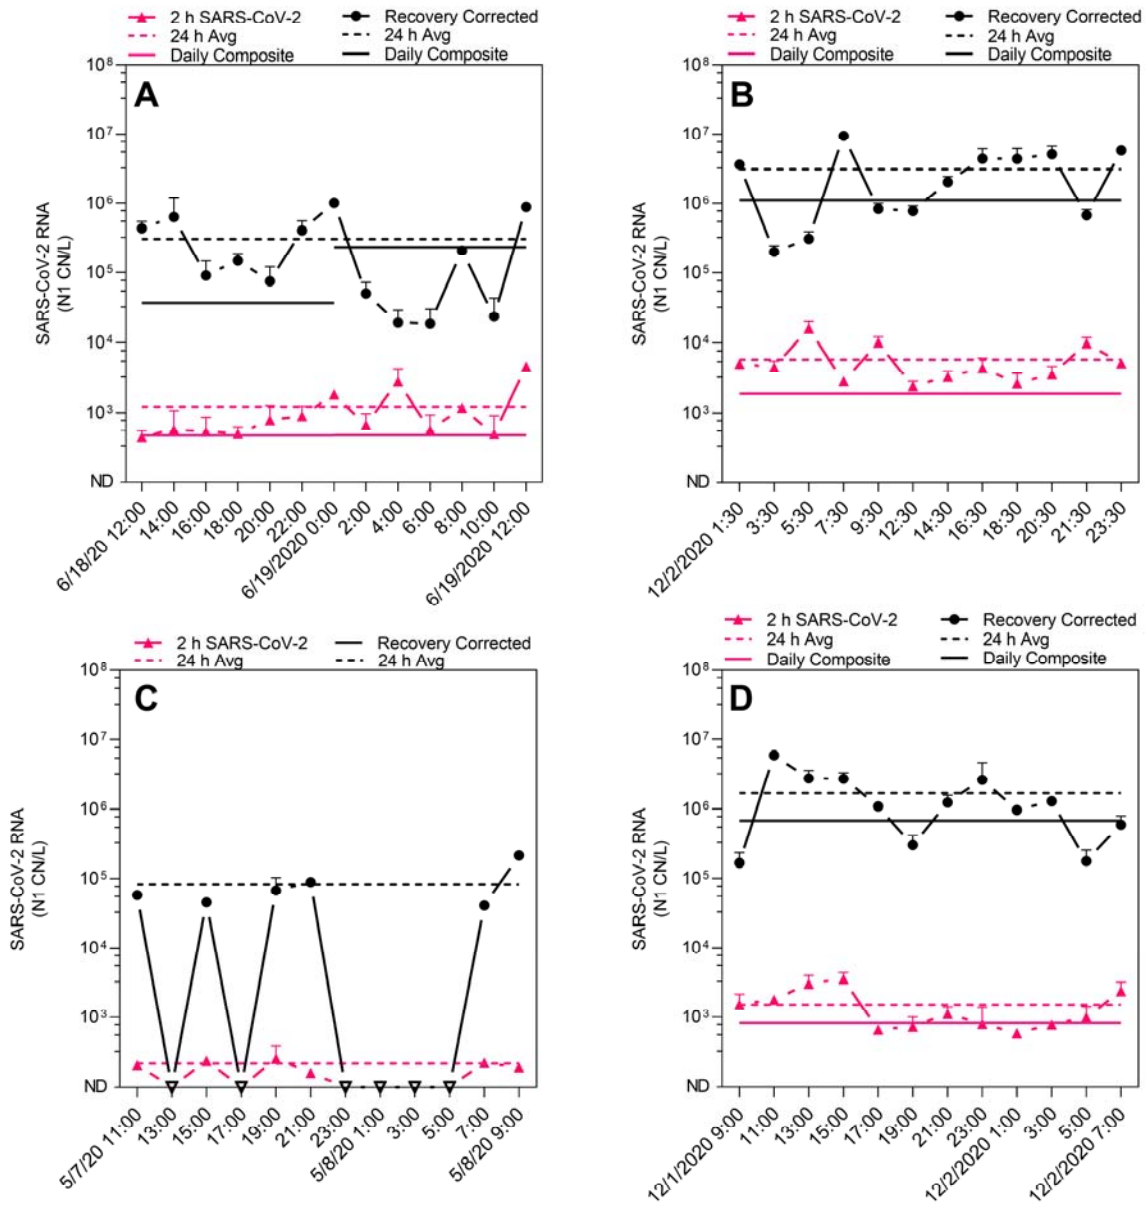 2 h SARS-CoV-2 Recovery Corrected
24 h Avg 24 h Avg
Daily Composite Daily Composite
A
10⁸
10⁷
10⁶
10⁵
10⁴
10³
ND
SARS-CoV-2 RNA
(N1 CN/L)
6/18/20 12:00
14:00
16:00
18:00
20:00
22:00
6/19/2020 0:00
2:00
4:00
6:00
8:00
10:00
6/19/2020 12:00
2 h SARS-CoV-2 Recovery Corrected
24 h Avg 24 h Avg
Daily Composite Daily Composite
B
10⁸
10⁷
10⁶
10⁵
10⁴
10³
ND
SARS-CoV-2 RNA
(N1 CN/L)
12/2/2020 1:30
3:30
5:30
7:30
9:30
12:30
14:30
16:30
18:30
20:30
21:30
23:30
2 h SARS-CoV-2 Recovery Corrected
24 h Avg 24 h Avg
C
10⁸
10⁷
10⁶
10⁵
10⁴
10³
ND
SARS-CoV-2 RNA
(N1 CN/L)
5/7/20 11:00
13:00
15:00
17:00
19:00
21:00
23:00
5/8/20 1:00
3:00
5:00
7:00
5/8/20 9:00
2 h SARS-CoV-2 Recovery Corrected
24 h Avg 24 h Avg
Daily Composite Daily Composite
D
10⁸
10⁷
10⁶
10⁵
10⁴
10³
ND
SARS-CoV-2 RNA
(N1 CN/L)
12/1/2020 9:00
11:00
13:00
15:00
17:00
19:00
21:00
23:00
12/2/2020 1:00
3:00
5:00
12/2/2020 7:00